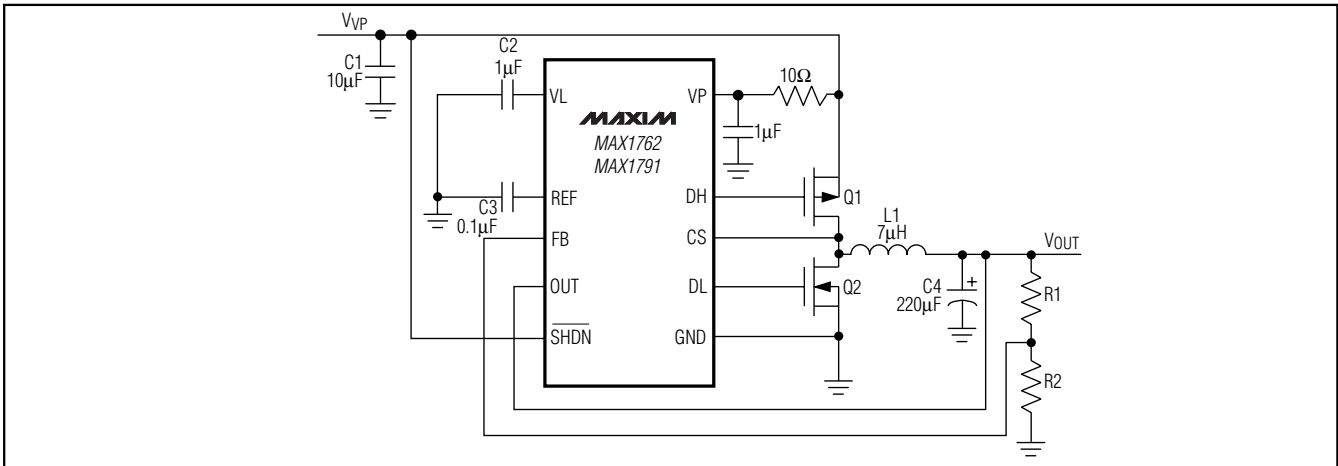 VVP
C1
10μF
C2
1μF
VL
VP
10Ω
1μF
MAXIM
MAX1762
MAX1791
REF
C3
0.1μF
DH
Q1
FB
CS
L1
7μH
VOUT
OUT
DL
Q2
C4
+
220μF
R1
SHDN
GND
R2